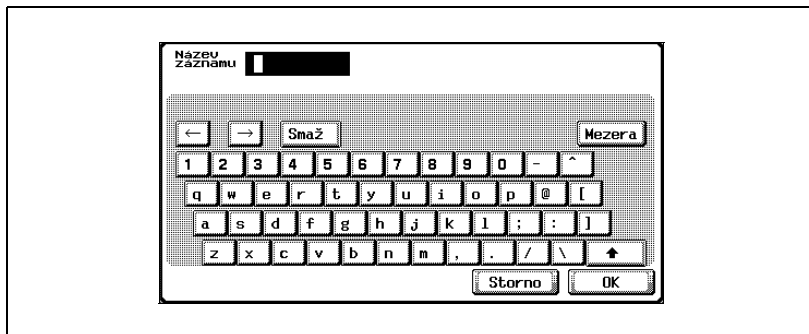 Název
záznamu
← → Smaž Mezera
1 2 3 4 5 6 7 8 9 0 - ^
q w e r t y u i o p @ [
a s d f g h j k l ; : ]
z x c v b n m , . / \ ↑
Storno OK